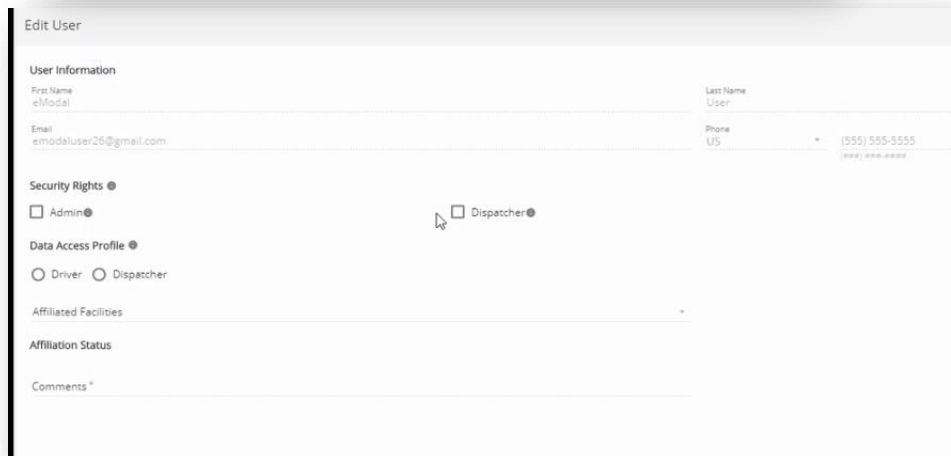 Edit User
User Information
First Name
Last Name
eModal
User
Email
Phone
emodaluser26@gmail.com
US
(555) 555-5555
(###) ###-####
Security Rights
Admin
Dispatcher
Data Access Profile
Driver
Dispatcher
Affiliated Facilities
Affiliation Status
Comments *